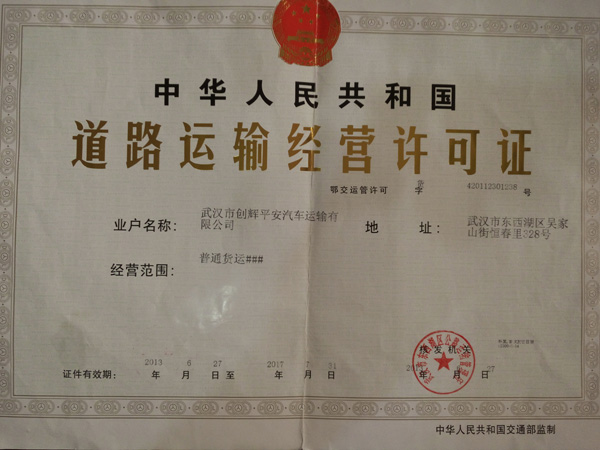 中华人民共和国
道路运输经营许可证
鄂交运管许可 货 字 420112301238 号
业户名称： 武汉市创辉平安汽车运输有限公司
地 址： 武汉市东西湖区吴家山街恒春里328号
经营范围： 普通货运###
核发机关
证件有效期： 2013 年 6 月 27 日 至 2017 年 7 月 31 日
年 月 27 日
中华人民共和国交通部监制